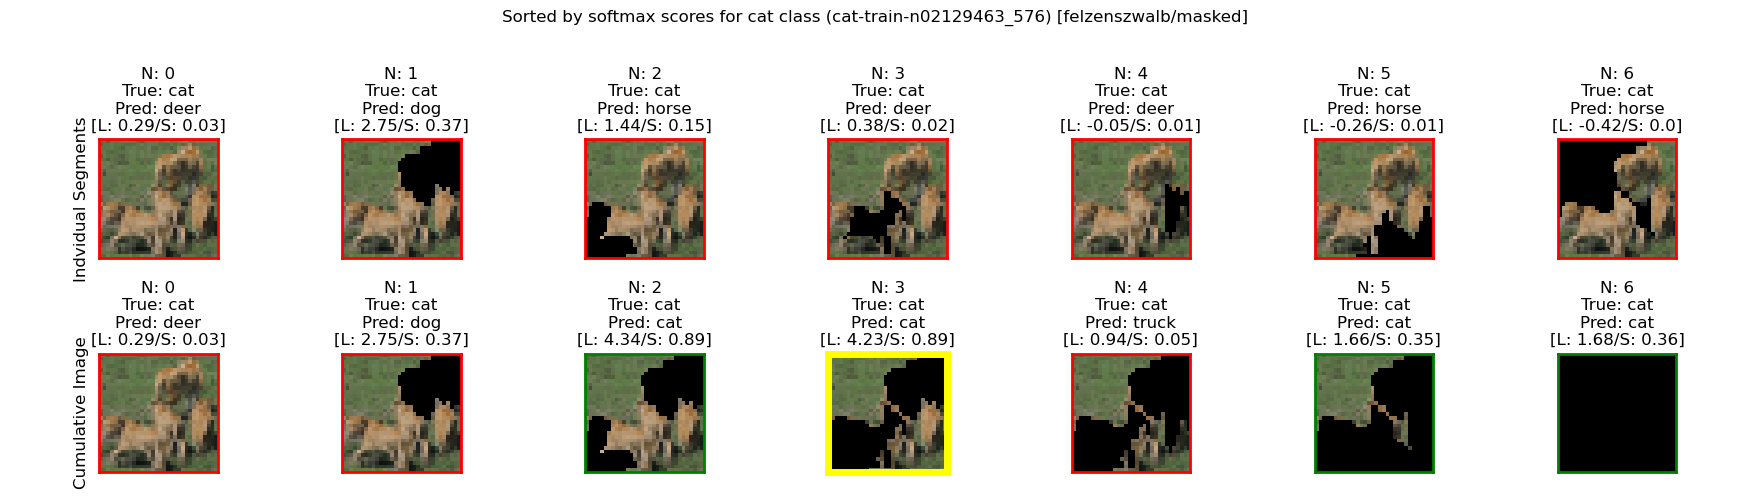 Sorted by softmax scores for cat class (cat-train-n02129463_576) [felzenszwalb/masked]
Indvidual Segments
N: 0
True: cat
Pred: deer
[L: 0.29/S: 0.03]
N: 1
True: cat
Pred: dog
[L: 2.75/S: 0.37]
N: 2
True: cat
Pred: horse
[L: 1.44/S: 0.15]
N: 3
True: cat
Pred: deer
[L: 0.38/S: 0.02]
N: 4
True: cat
Pred: deer
[L: -0.05/S: 0.01]
N: 5
True: cat
Pred: horse
[L: -0.26/S: 0.01]
N: 6
True: cat
Pred: horse
[L: -0.42/S: 0.0]
Cumulative Image
N: 0
True: cat
Pred: deer
[L: 0.29/S: 0.03]
N: 1
True: cat
Pred: dog
[L: 2.75/S: 0.37]
N: 2
True: cat
Pred: cat
[L: 4.34/S: 0.89]
N: 3
True: cat
Pred: cat
[L: 4.23/S: 0.89]
N: 4
True: cat
Pred: truck
[L: 0.94/S: 0.05]
N: 5
True: cat
Pred: cat
[L: 1.66/S: 0.35]
N: 6
True: cat
Pred: cat
[L: 1.68/S: 0.36]